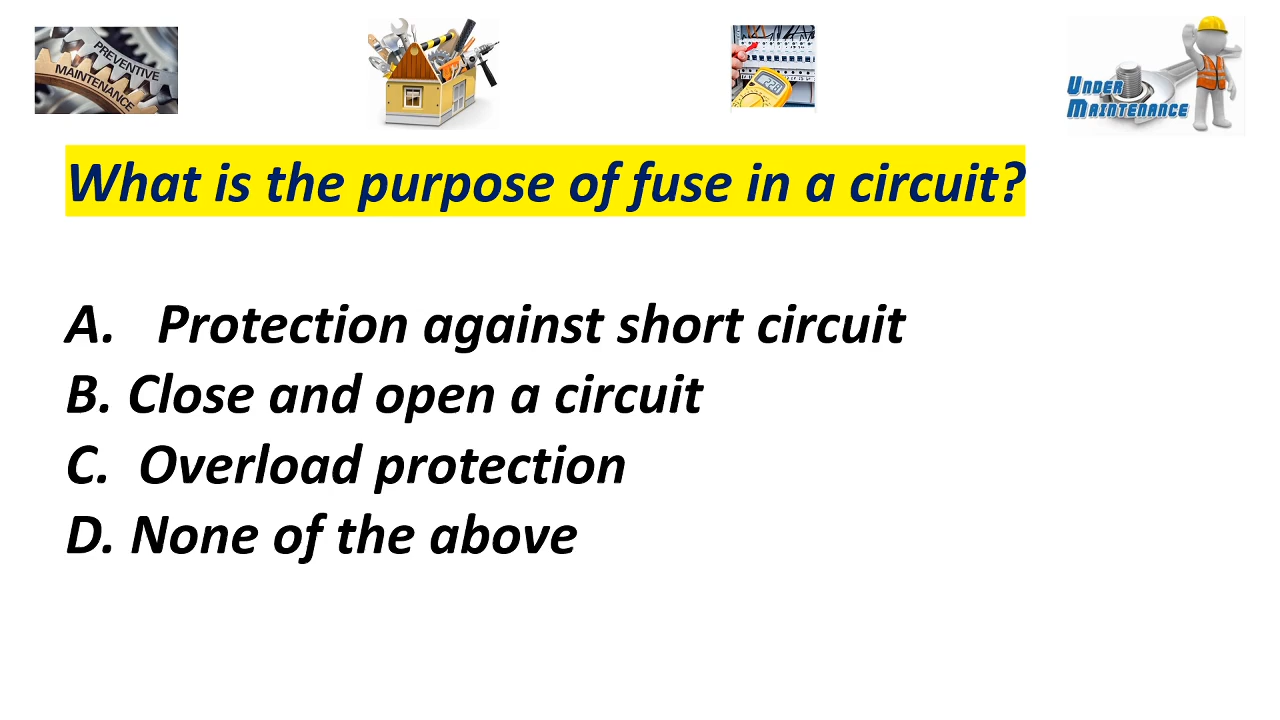 PREVENTIVE
MAINTENANCE
UNDER
MAINTENANCE
What is the purpose of fuse in a circuit?
A. Protection against short circuit
B. Close and open a circuit
C. Overload protection
D. None of the above